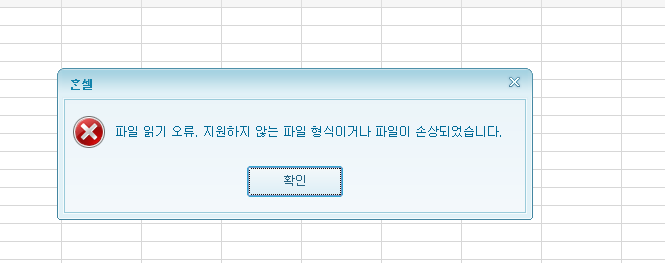 흔셀
파일 읽기 오류, 지원하지 않는 파일 형식이거나 파일이 손상되었습니다.
확인